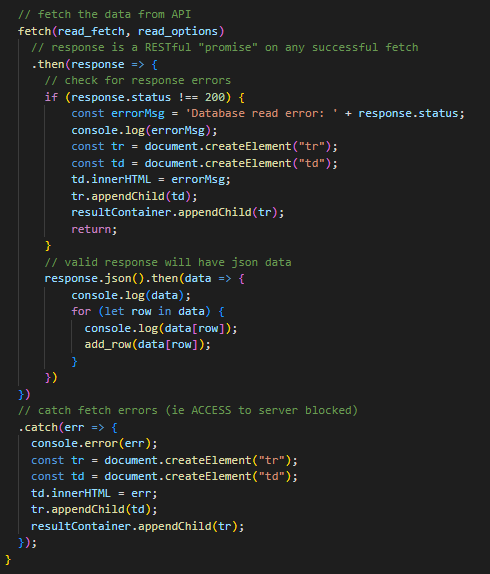 // fetch the data from API
fetch(read_fetch, read_options)
// response is a RESTful "promise" on any successful fetch
.then(response => {
// check for response errors
if (response.status !== 200) {
const errorMsg = 'Database read error: ' + response.status;
console.log(errorMsg);
const tr = document.createElement("tr");
const td = document.createElement("td");
td.innerHTML = errorMsg;
tr.appendChild(td);
resultContainer.appendChild(tr);
return;
}
// valid response will have json data
response.json().then(data => {
console.log(data);
for (let row in data) {
console.log(data[row]);
add_row(data[row]);
}
})
})
// catch fetch errors (ie ACCESS to server blocked)
.catch(err => {
console.error(err);
const tr = document.createElement("tr");
const td = document.createElement("td");
td.innerHTML = err;
tr.appendChild(td);
resultContainer.appendChild(tr);
});
}